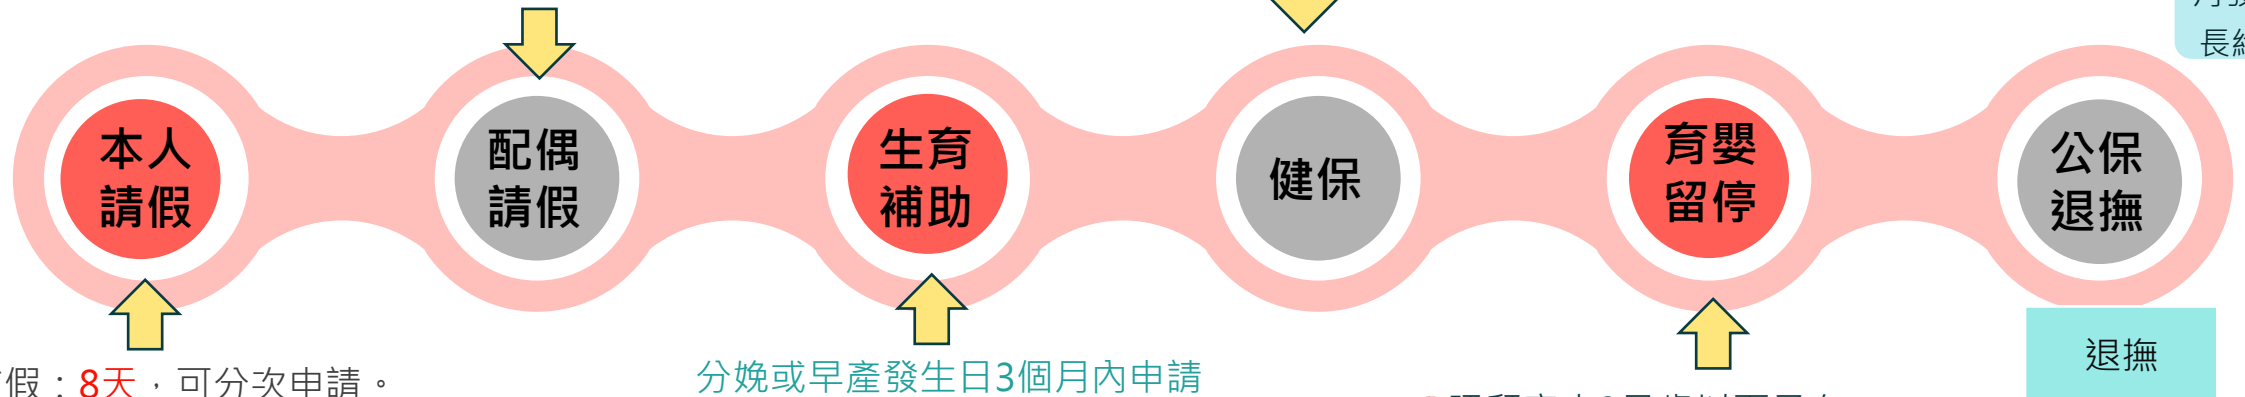 長
本人
請假
配偶
請假
生育
補助
健保
育嬰
留停
公保
退撫
退撫
假：8天，可分次申請。
分娩或早產發生日3個月內申請